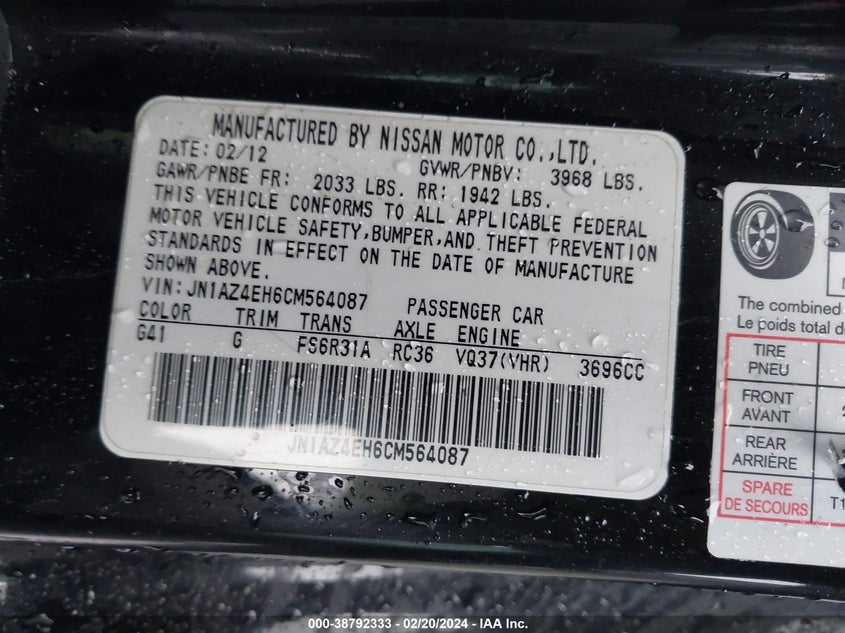 MANUFACTURED BY NISSAN MOTOR CO.,LTD.
DATE: 02/12 GVWR/PNBV: 3968 LBS.
GAWR/PNBE FR: 2033 LBS. RR: 1942 LBS.
THIS VEHICLE CONFORMS TO ALL APPLICABLE FEDERAL
MOTOR VEHICLE SAFETY,BUMPER,AND THEFT PREVENTION
STANDARDS IN EFFECT ON THE DATE OF MANUFACTURE
SHOWN ABOVE.
VIN: JN1AZ4EH6CM564087 PASSENGER CAR
COLOR TRIM TRANS AXLE ENGINE
G41 G FS6R31A RC36 VQ37(VHR) 3696CC
JN1AZ4EH6CM564087
The combined
Le poids total
TIRE
PNEU
FRONT
AVANT
REAR
ARRIÈRE
SPARE
DE SECOURS
000-38792333 - 02/20/2024 - IAA Inc.